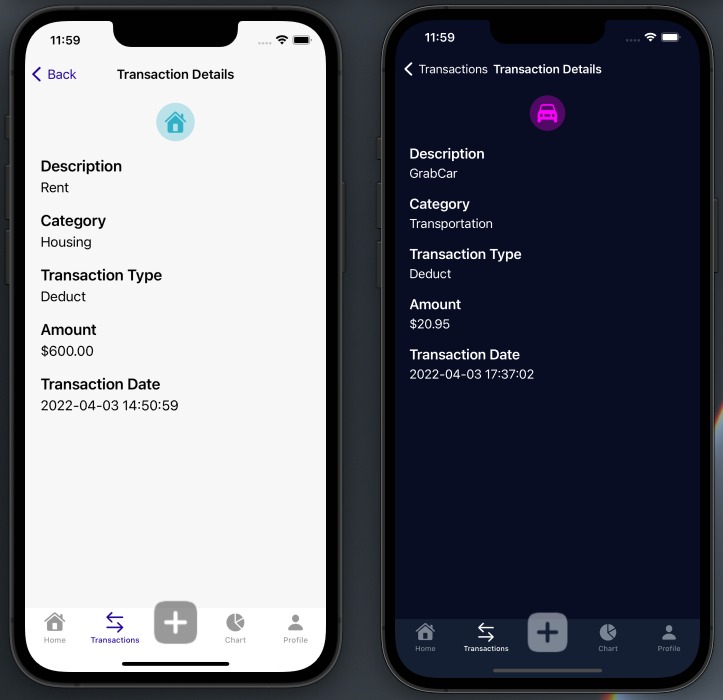 11:59
Back
Transaction Details
Description
Rent
Category
Housing
Transaction Type
Deduct
Amount
$600.00
Transaction Date
2022-04-03 14:50:59
Home
Transactions
Chart
Profile
11:59
Transactions
Transaction Details
Description
GrabCar
Category
Transportation
Transaction Type
Deduct
Amount
$20.95
Transaction Date
2022-04-03 17:37:02
Home
Transactions
Chart
Profile